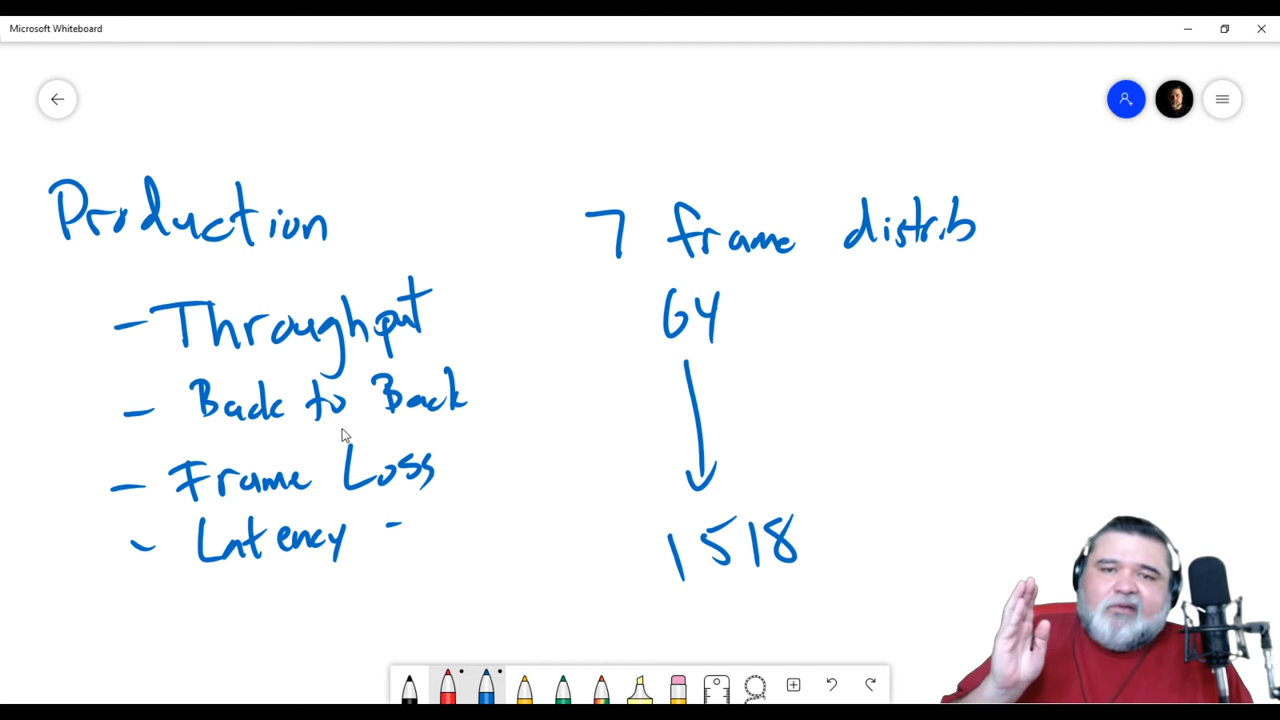 Microsoft Whiteboard
Production
- Throughput
- Back to Back
- Frame Loss
- Latency -
7 frame distrib
64
1518